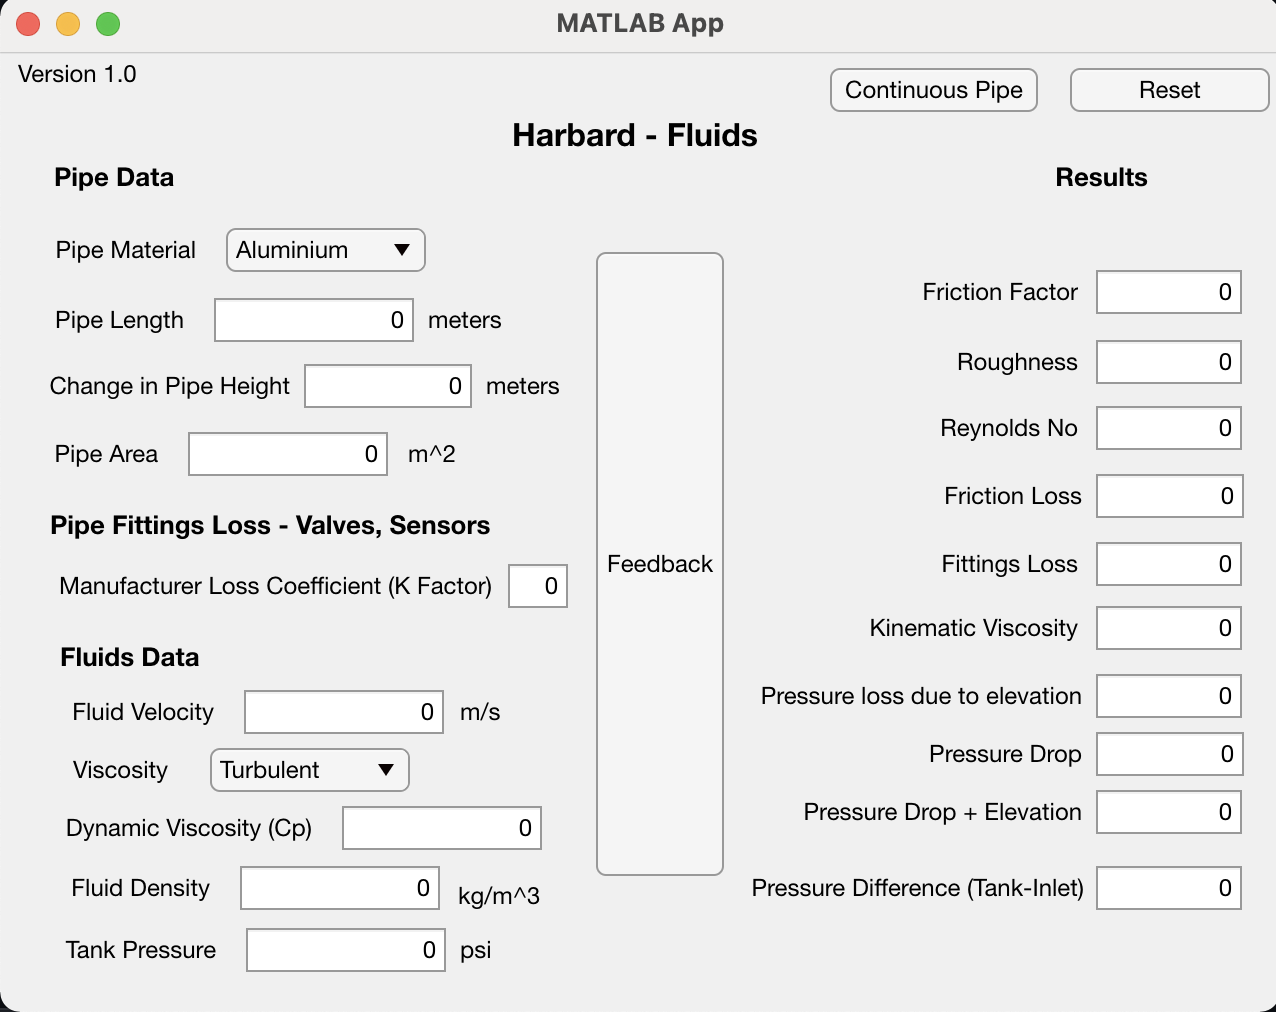 MATLAB App
Version 1.0
Continuous Pipe
Reset
Harbard - Fluids
Pipe Data
Pipe Material Aluminium
Pipe Length 0 meters
Change in Pipe Height 0 meters
Pipe Area 0 m^2
Pipe Fittings Loss - Valves, Sensors
Manufacturer Loss Coefficient (K Factor) 0
Fluids Data
Fluid Velocity 0 m/s
Viscosity Turbulent
Dynamic Viscosity (Cp) 0
Fluid Density 0 kg/m^3
Tank Pressure 0 psi
Feedback
Results
Friction Factor 0
Roughness 0
Reynolds No 0
Friction Loss 0
Fittings Loss 0
Kinematic Viscosity 0
Pressure loss due to elevation 0
Pressure Drop 0
Pressure Drop + Elevation 0
Pressure Difference (Tank-Inlet) 0